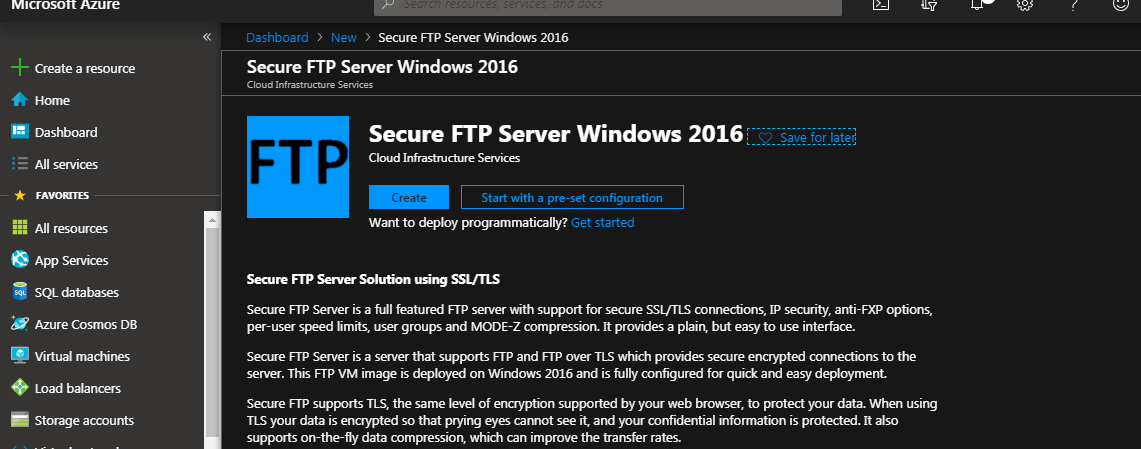 Microsoft Azure
Search resources, services, and docs
«
Dashboard > New > Secure FTP Server Windows 2016
Secure FTP Server Windows 2016
Cloud Infrastructure Services
Create a resource
Home
Dashboard
All services
FAVORITES
All resources
App Services
SQL databases
Azure Cosmos DB
Virtual machines
Load balancers
Storage accounts
FTP
Secure FTP Server Windows 2016
Save for later
Cloud Infrastructure Services
Create
Start with a pre-set configuration
Want to deploy programmatically? Get started
Secure FTP Server Solution using SSL/TLS
Secure FTP Server is a full featured FTP server with support for secure SSL/TLS connections, IP security, anti-FXP options,
per-user speed limits, user groups and MODE-Z compression. It provides a plain, but easy to use interface.
Secure FTP Server is a server that supports FTP and FTP over TLS which provides secure encrypted connections to the
server. This FTP VM image is deployed on Windows 2016 and is fully configured for quick and easy deployment.
Secure FTP supports TLS, the same level of encryption supported by your web browser, to protect your data. When using
TLS your data is encrypted so that prying eyes cannot see it, and your confidential information is protected. It also
supports on-the-fly data compression, which can improve the transfer rates.